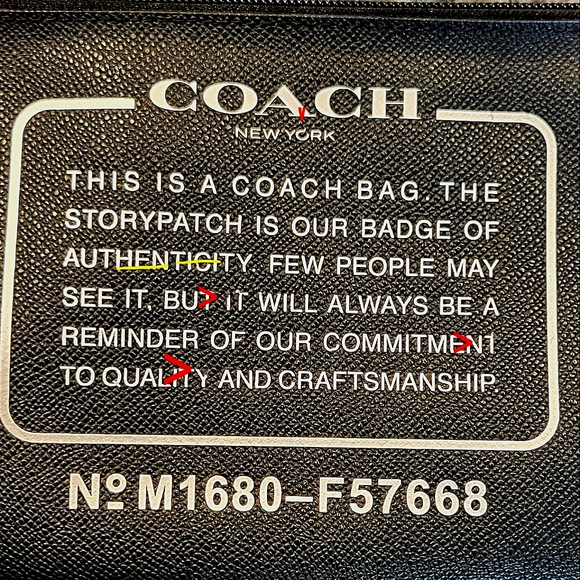 COACH
NEW YORK
THIS IS A COACH BAG. THE
STORYPATCH IS OUR BADGE OF
AUTHENTICITY. FEW PEOPLE MAY
SEE IT, BUT IT WILL ALWAYS BE A
REMINDER OF OUR COMMITMENT
TO QUALITY AND CRAFTSMANSHIP
Nº M1680–F57668